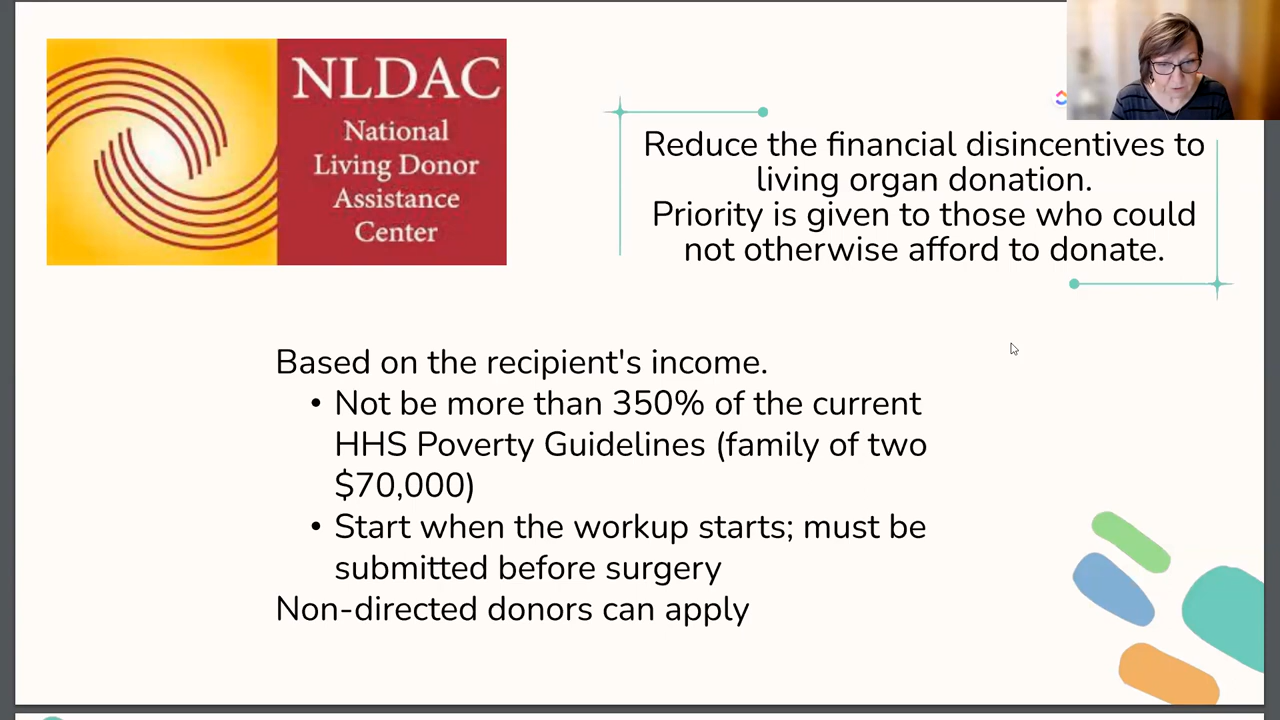 NLDAC
National
Living Donor
Assistance
Center
Reduce the financial disincentives to
living organ donation.
Priority is given to those who could
not otherwise afford to donate.
Based on the recipient's income.
• Not be more than 350% of the current
HHS Poverty Guidelines (family of two
$70,000)
• Start when the workup starts; must be
submitted before surgery
Non-directed donors can apply